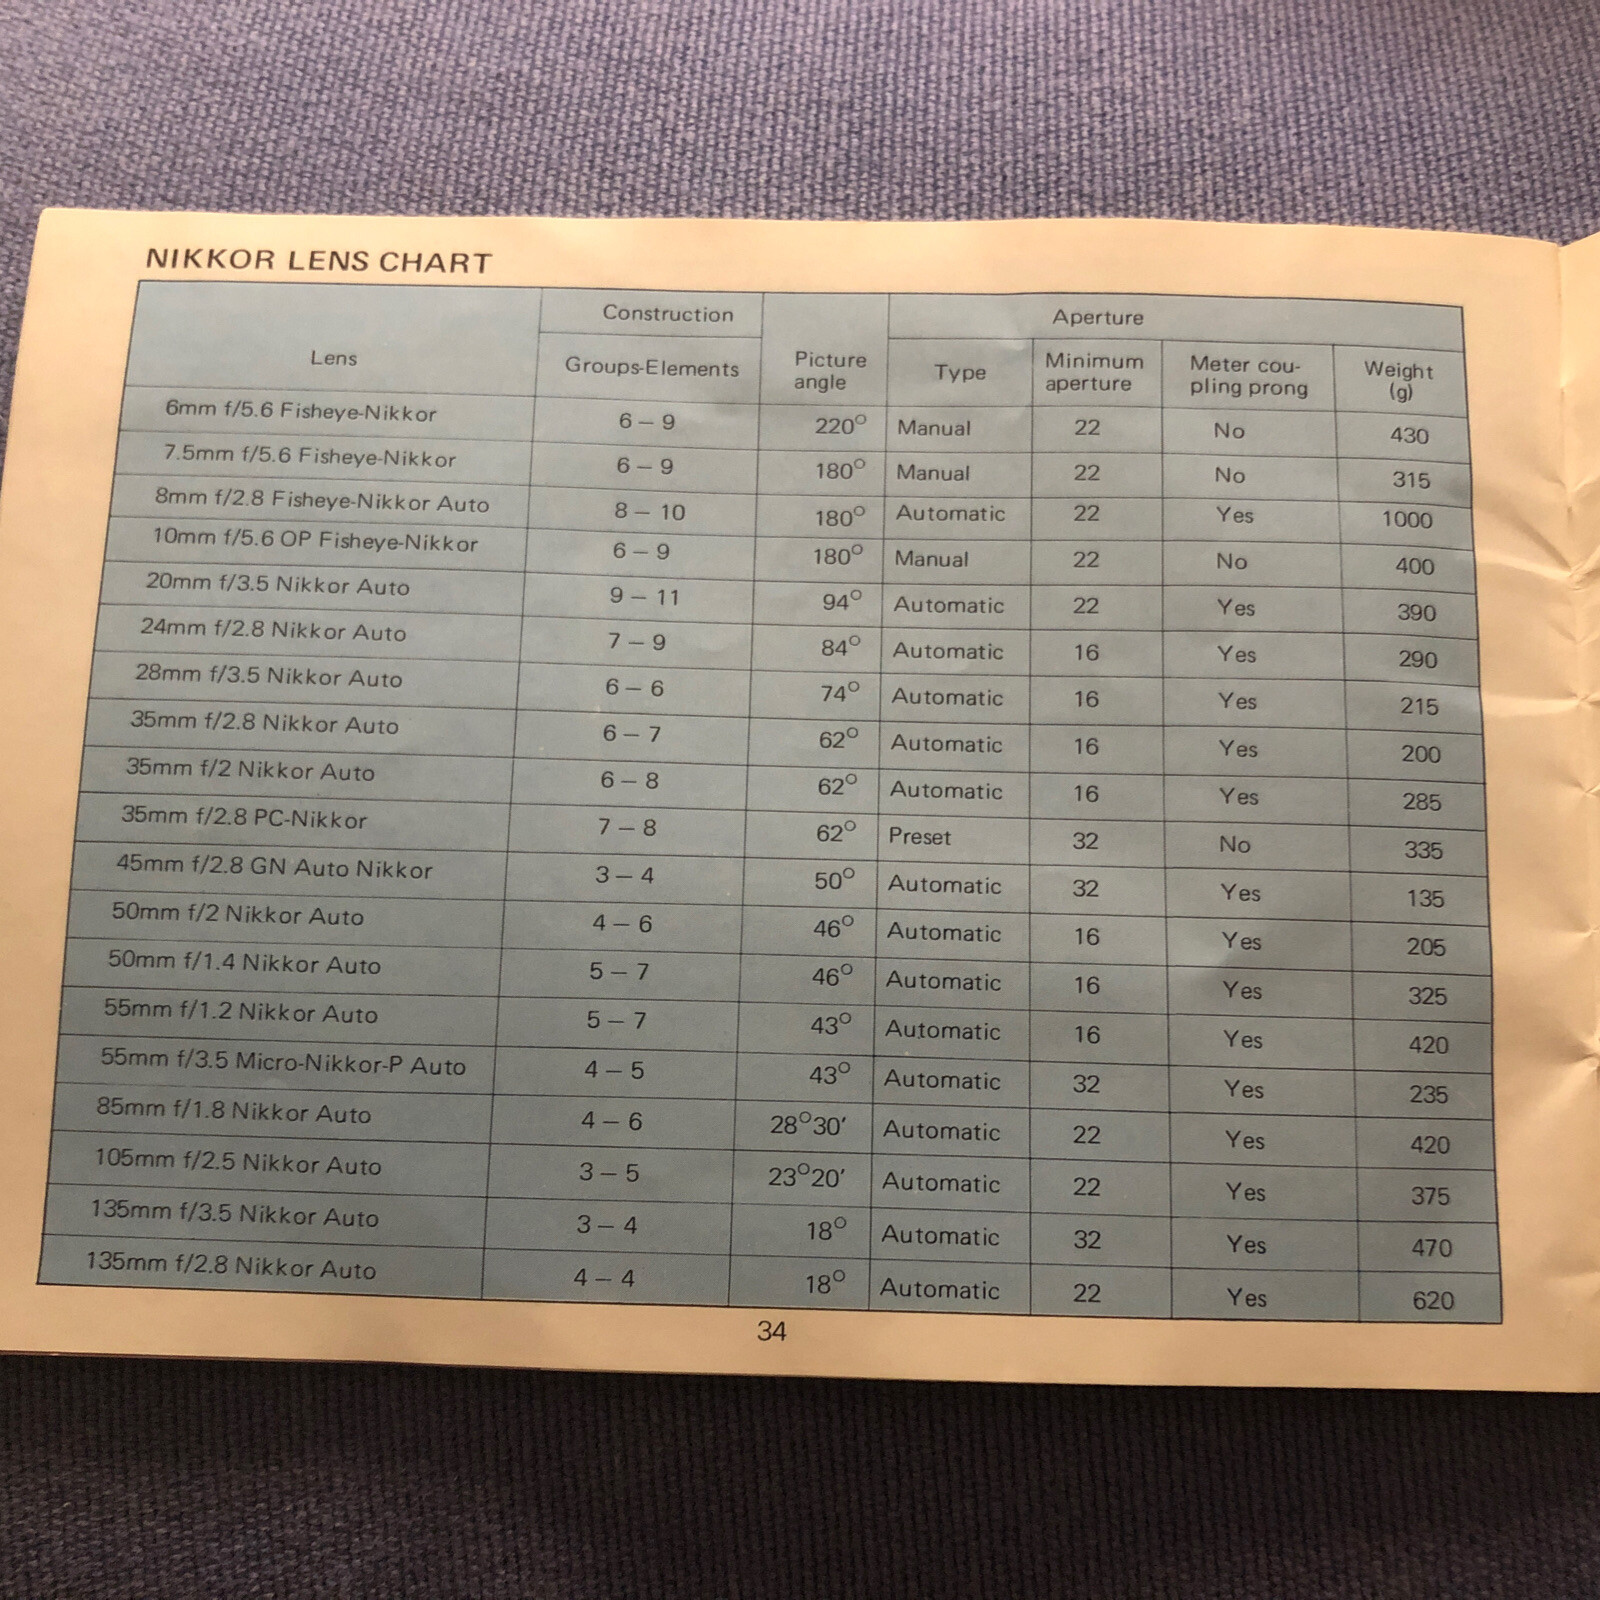 NIKKOR LENS CHART
Lens Construction Groups-Elements Picture angle Aperture Type Minimum aperture Meter cou- pling prong Weight (g)
6mm f/5.6 Fisheye-Nikkor 6 – 9 220° Manual 22 No 430
7.5mm f/5.6 Fisheye-Nikkor 6 – 9 180° Manual 22 No 315
8mm f/2.8 Fisheye-Nikkor Auto 8 – 10 180° Automatic 22 Yes 1000
10mm f/5.6 OP Fisheye-Nikkor 6 – 9 180° Manual 22 No 400
20mm f/3.5 Nikkor Auto 9 – 11 94° Automatic 22 Yes 390
24mm f/2.8 Nikkor Auto 7 – 9 84° Automatic 16 Yes 290
28mm f/3.5 Nikkor Auto 6 – 6 74° Automatic 16 Yes 215
35mm f/2.8 Nikkor Auto 6 – 7 62° Automatic 16 Yes 200
35mm f/2 Nikkor Auto 6 – 8 62° Automatic 16 Yes 285
35mm f/2.8 PC-Nikkor 7 – 8 62° Preset 32 No 335
45mm f/2.8 GN Auto Nikkor 3 – 4 50° Automatic 32 Yes 135
50mm f/2 Nikkor Auto 4 – 6 46° Automatic 16 Yes 205
50mm f/1.4 Nikkor Auto 5 – 7 46° Automatic 16 Yes 325
55mm f/1.2 Nikkor Auto 5 – 7 43° Automatic 16 Yes 420
55mm f/3.5 Micro-Nikkor-P Auto 4 – 5 43° Automatic 32 Yes 235
85mm f/1.8 Nikkor Auto 4 – 6 28°30′ Automatic 22 Yes 420
105mm f/2.5 Nikkor Auto 3 – 5 23°20′ Automatic 22 Yes 375
135mm f/3.5 Nikkor Auto 3 – 4 18° Automatic 32 Yes 470
135mm f/2.8 Nikkor Auto 4 – 4 18° Automatic 22 Yes 620
34